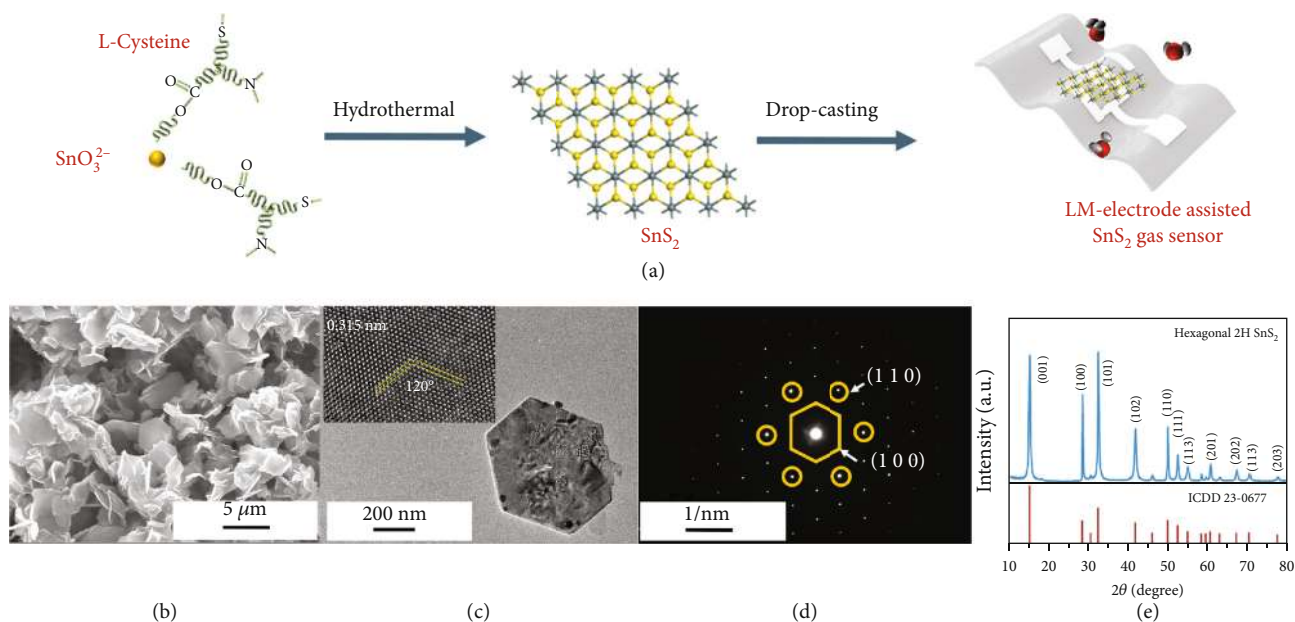 L-Cysteine
S
O
C
N
O
SnO₃²⁻
O
O
C
S
N
Hydrothermal
SnS₂
Drop-casting
LM-electrode assisted
SnS₂ gas sensor
(a)
5 μm
(b)
0.315 nm
120°
200 nm
(c)
(1 1 0)
(1 0 0)
1/nm
(d)
Intensity (a.u.)
Hexagonal 2H SnS₂
(001)
(100)
(101)
(102)
(110)
(111)
(113)
(201)
(202)
(113)
(203)
ICDD 23-0677
10 20 30 40 50 60 70 80
2θ (degree)
(e)